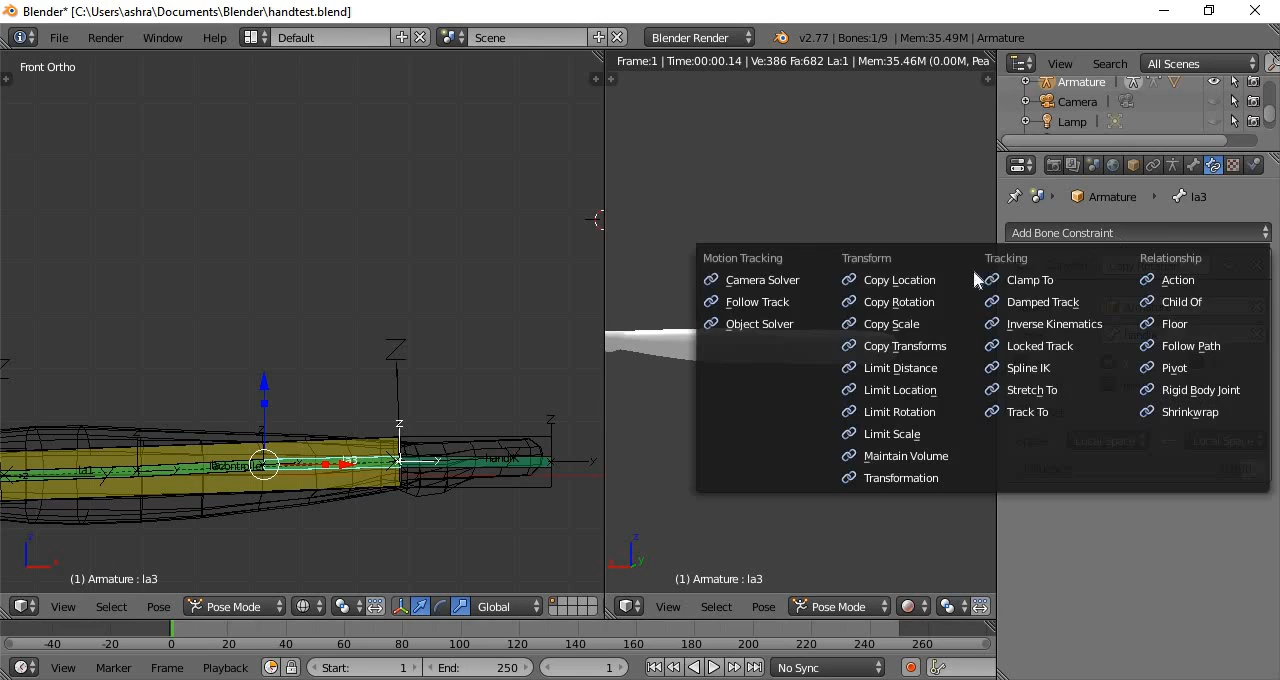 Blender* [C:\Users\ashra\Documents\Blender\handtest.blend]
File Render Window Help Default Scene Blender Render v2.77 | Bones:1/9 | Mem:35.49M | Armature
Front Ortho
Frame:1 | Time:00:00.14 | Ve:386 Fa:682 La:1 | Mem:35.46M (0.00M, Pea
View Search All Scenes
Armature
Camera
Lamp
Armature la3
Add Bone Constraint
Motion Tracking Transform Tracking Relationship
Camera Solver Copy Location Clamp To Action
Follow Track Copy Rotation Damped Track Child Of
Object Solver Copy Scale Inverse Kinematics Floor
Copy Transforms Locked Track Follow Path
Limit Distance Spline IK Pivot
Limit Location Stretch To Rigid Body Joint
Limit Rotation Track To Shrinkwrap
Limit Scale
Maintain Volume
Transformation
Local Space Local Space
Z
Z
z
la1
la3
y
y
z
x
z
y
(1) Armature : la3
(1) Armature : la3
View Select Pose Pose Mode Global
View Select Pose Pose Mode
-40 -20 0 20 40 60 80 100 120 140 160 180 200 220 240 260
View Marker Frame Playback Start: 1 End: 250 1 No Sync